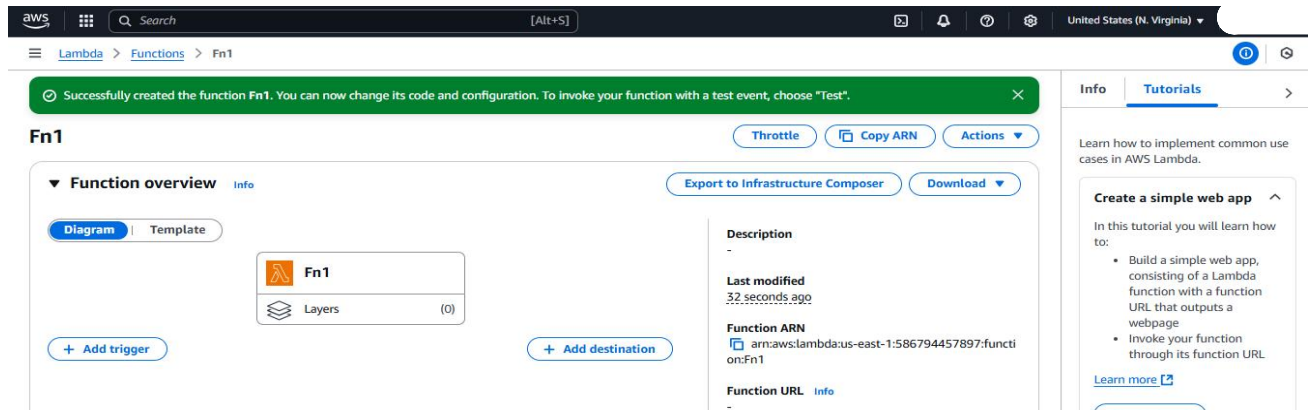 aws
Search [Alt+S]
United States (N. Virginia)
Lambda > Functions > Fn1
Successfully created the function Fn1. You can now change its code and configuration. To invoke your function with a test event, choose "Test".
Fn1
Throttle
Copy ARN
Actions
Function overview Info
Export to Infrastructure Composer
Download
Diagram | Template
Fn1
Layers (0)
+ Add trigger
+ Add destination
Description
-
Last modified
32 seconds ago
Function ARN
arn:aws:lambda:us-east-1:586794457897:functi
on:Fn1
Function URL Info
-
Info
Tutorials
Learn how to implement common use
cases in AWS Lambda.
Create a simple web app
In this tutorial you will learn how
to:
• Build a simple web app,
consisting of a Lambda
function with a function
URL that outputs a
webpage
• Invoke your function
through its function URL
Learn more